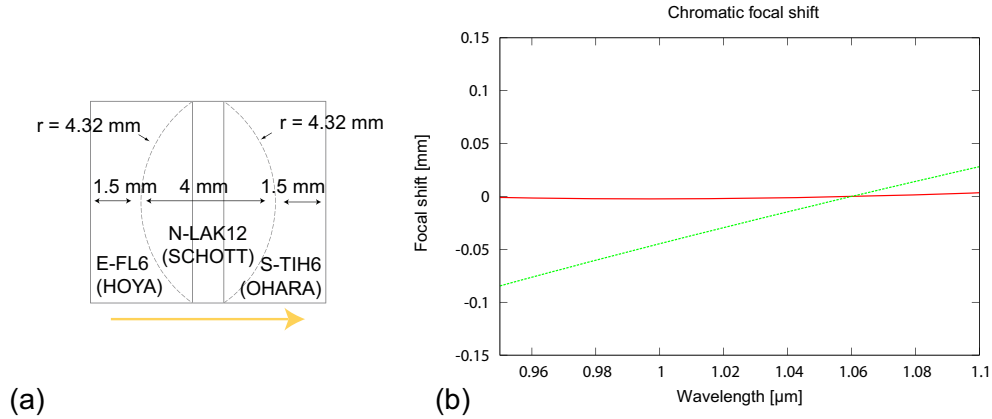 r = 4.32 mm
r = 4.32 mm
1.5 mm
4 mm
1.5 mm
N-LAK12
(SCHOTT)
E-FL6
(HOYA)
S-TIH6
(OHARA)
(a)
Chromatic focal shift
0.15
0.1
0.05
0
-0.05
-0.1
-0.15
Focal shift [mm]
0.96
0.98
1
1.02
1.04
1.06
1.08
1.1
Wavelength [μm]
(b)